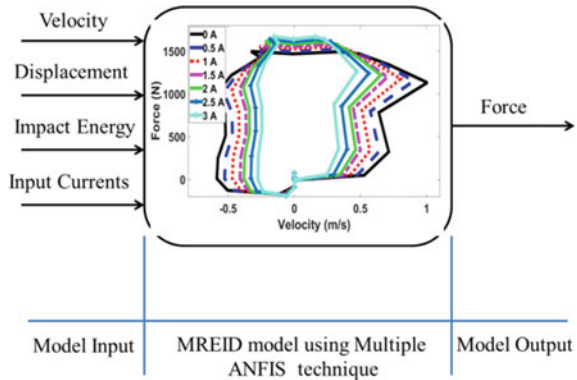 Velocity
Displacement
Impact Energy
Input Currents
1500
1000
500
0
Force (N)
0 A
0.5 A
1 A
1.5 A
2 A
2.5 A
3 A
-0.5
0
0.5
1
Velocity (m/s)
Force
Model Input
MREID model using Multiple
ANFIS technique
Model Output